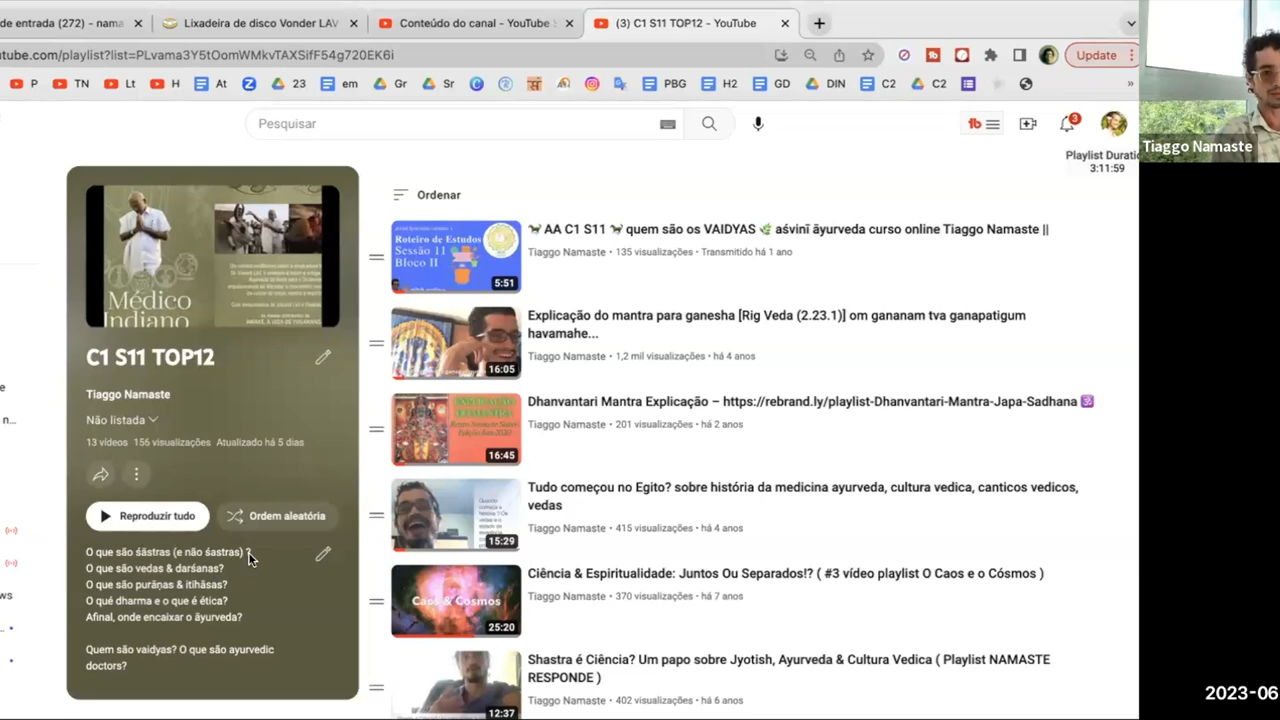 de entrada (272) - nama
Lixadeira de disco Vonder LAV
Conteúdo do canal - YouTube S
(3) C1 S11 TOP12 - YouTube
utube.com/playlist?list=PLvama3Y5tOomWMkvTAXSifF54g720EK6i
Update
P TN Lt H At 23 em Gr Sr PBG H2 GD DIN C2 C2
Pesquisar
3
Tiaggo Namaste
Playlist Duratio
3:11:59
Médico
Indiano
C1 S11 TOP12
Tiaggo Namaste
Não listada
13 vídeos 156 visualizações Atualizado há 5 dias
Reproduzir tudo
Ordem aleatória
O que são śāstras (e não śastras) ?
O que são vedas & darśanas?
O que são purāṇas & itihāsas?
O quê dharma e o que é ética?
Afinal, onde encaixar o āyurveda?
Quem são vaidyas? O que são ayurvedic
doctors?
Ordenar
Roteiro de Estudos
Sessão 11
Bloco II
5:51
🐎 AA C1 S11 🐎 quem são os VAIDYAS 🌿 aśvinī āyurveda curso online Tiaggo Namaste ||
Tiaggo Namaste • 135 visualizações • Transmitido há 1 ano
16:05
Explicação do mantra para ganesha [Rig Veda (2.23.1)] om gananam tva ganapatigum
havamahe...
Tiaggo Namaste • 1,2 mil visualizações • há 4 anos
16:45
Dhanvantari Mantra Explicação – https://rebrand.ly/playlist-Dhanvantari-Mantra-Japa-Sadhana 🕉
Tiaggo Namaste • 201 visualizações • há 2 anos
15:29
Tudo começou no Egito? sobre história da medicina ayurveda, cultura vedica, canticos vedicos,
vedas
Tiaggo Namaste • 415 visualizações • há 4 anos
Caos & Cosmos
25:20
Ciência & Espiritualidade: Juntos Ou Separados!? ( #3 vídeo playlist O Caos e o Cósmos )
Tiaggo Namaste • 370 visualizações • há 7 anos
12:37
Shastra é Ciência? Um papo sobre Jyotish, Ayurveda & Cultura Vedica ( Playlist NAMASTE
RESPONDE )
Tiaggo Namaste • 402 visualizações • há 6 anos
e
n...
ws
2023-06